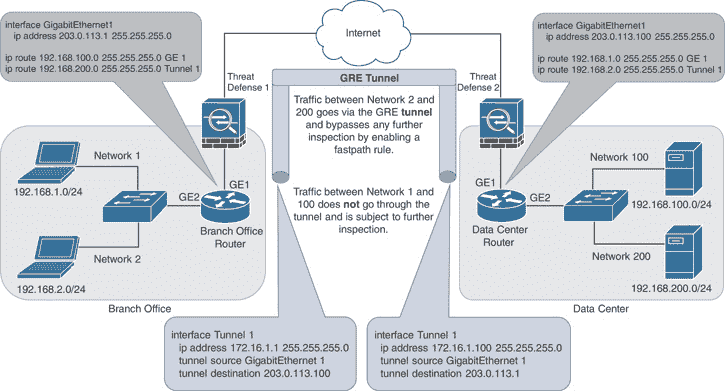 interface GigabitEthernet1
ip address 203.0.113.1 255.255.255.0
ip route 192.168.100.0 255.255.255.0 GE 1
ip route 192.168.200.0 255.255.255.0 Tunnel 1
Internet
interface GigabitEthernet1
ip address 203.0.113.100 255.255.255.0
ip route 192.168.1.0 255.255.255.0 GE 1
ip route 192.168.2.0 255.255.255.0 Tunnel 1
Threat
Defense 1
GRE Tunnel
Threat
Defense 2
Traffic between Network 2 and
200 goes via the GRE tunnel
and bypasses any further
inspection by enabling a
fastpath rule.
Traffic between Network 1 and
100 does not go through the
tunnel and is subject to further
inspection.
Network 1
192.168.1.0/24
GE2
GE1
Branch Office
Router
Network 2
192.168.2.0/24
Branch Office
GE1
GE2
Data Center
Router
Network 100
192.168.100.0/24
Network 200
192.168.200.0/24
Data Center
interface Tunnel 1
ip address 172.16.1.1 255.255.255.0
tunnel source GigabitEthernet 1
tunnel destination 203.0.113.100
interface Tunnel 1
ip address 172.16.1.100 255.255.255.0
tunnel source GigabitEthernet 1
tunnel destination 203.0.113.1